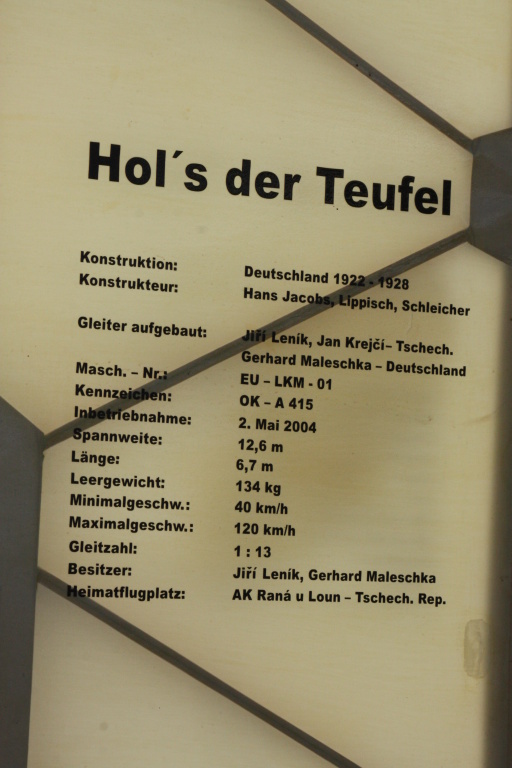 Hol´s der Teufel
Konstruktion: Deutschland 1922 - 1928
Konstrukteur: Hans Jacobs, Lippisch, Schleicher
Gleiter aufgebaut: Jiří Leník, Jan Krejčí – Tschech.
Gerhard Maleschka – Deutschland
Masch. – Nr.: EU – LKM - 01
Kennzeichen: OK – A 415
Inbetriebnahme: 2. Mai 2004
Spannweite: 12,6 m
Länge: 6,7 m
Leergewicht: 134 kg
Minimalgeschw.: 40 km/h
Maximalgeschw.: 120 km/h
Gleitzahl: 1 : 13
Besitzer: Jiří Leník, Gerhard Maleschka
Heimatflugplatz: AK Raná u Loun – Tschech. Rep.